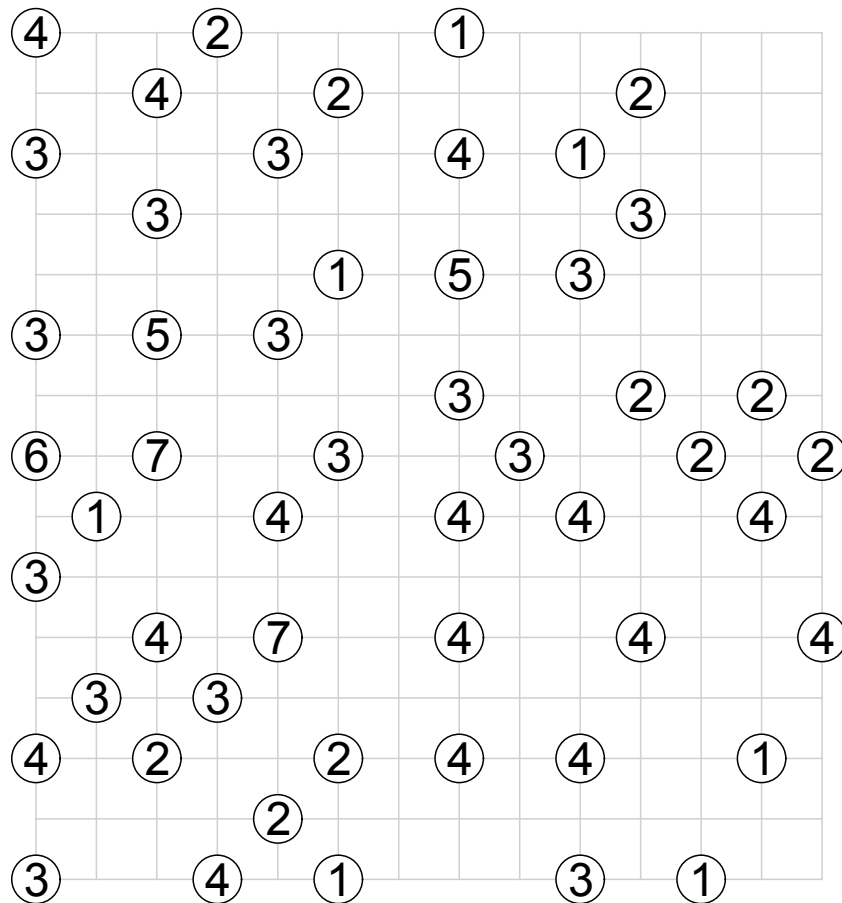 4 2 1
4 2 2
3 3 4 1
3 3
1 5 3
3 5 3
3 2 2
6 7 3 3 2 2
1 4 4 4 4
3
4 7 4 4 4
3 3
4 2 2 4 4 1
2
3 4 1 3 1